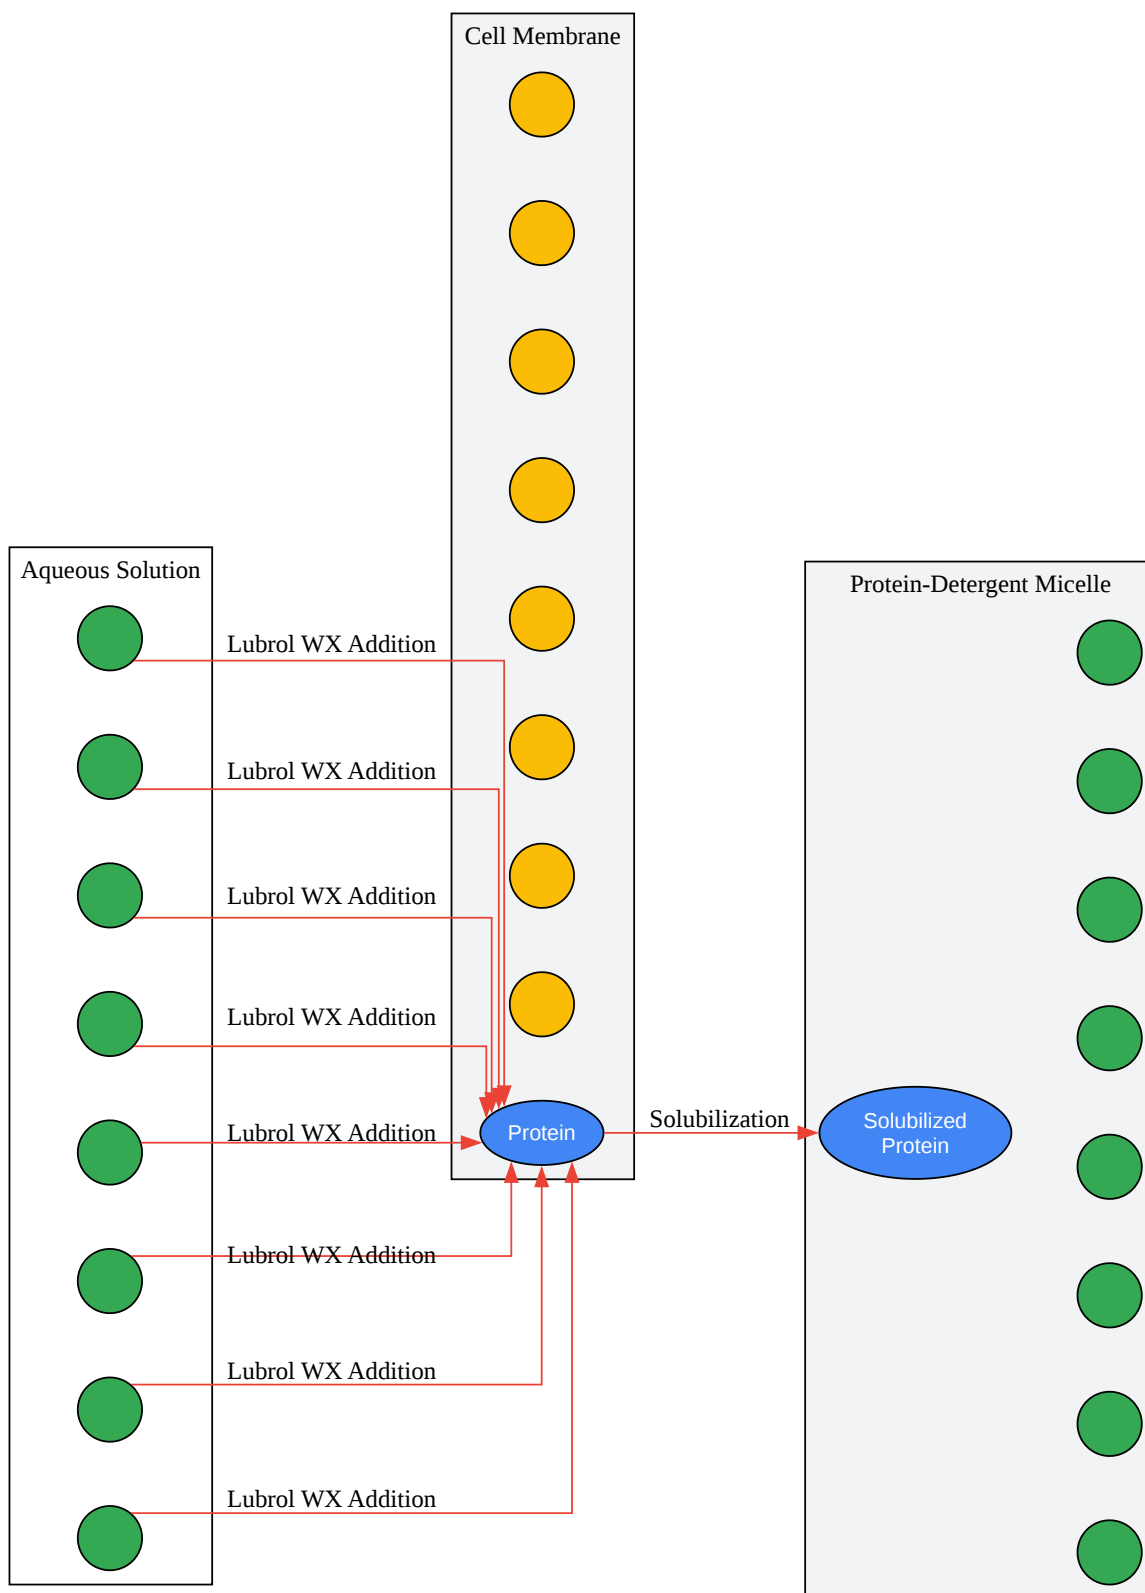 Cell Membrane
Aqueous Solution
Protein-Detergent Micelle
Lubrol WX Addition
Lubrol WX Addition
Lubrol WX Addition
Lubrol WX Addition
Lubrol WX Addition
Protein
Solubilization
Solubilized
Protein
Lubrol WX Addition
Lubrol WX Addition
Lubrol WX Addition